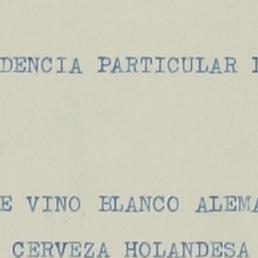 DENCIA PARTICULAR
E VINO BLANCO ALEMA
CERVEZA HOLANDESA